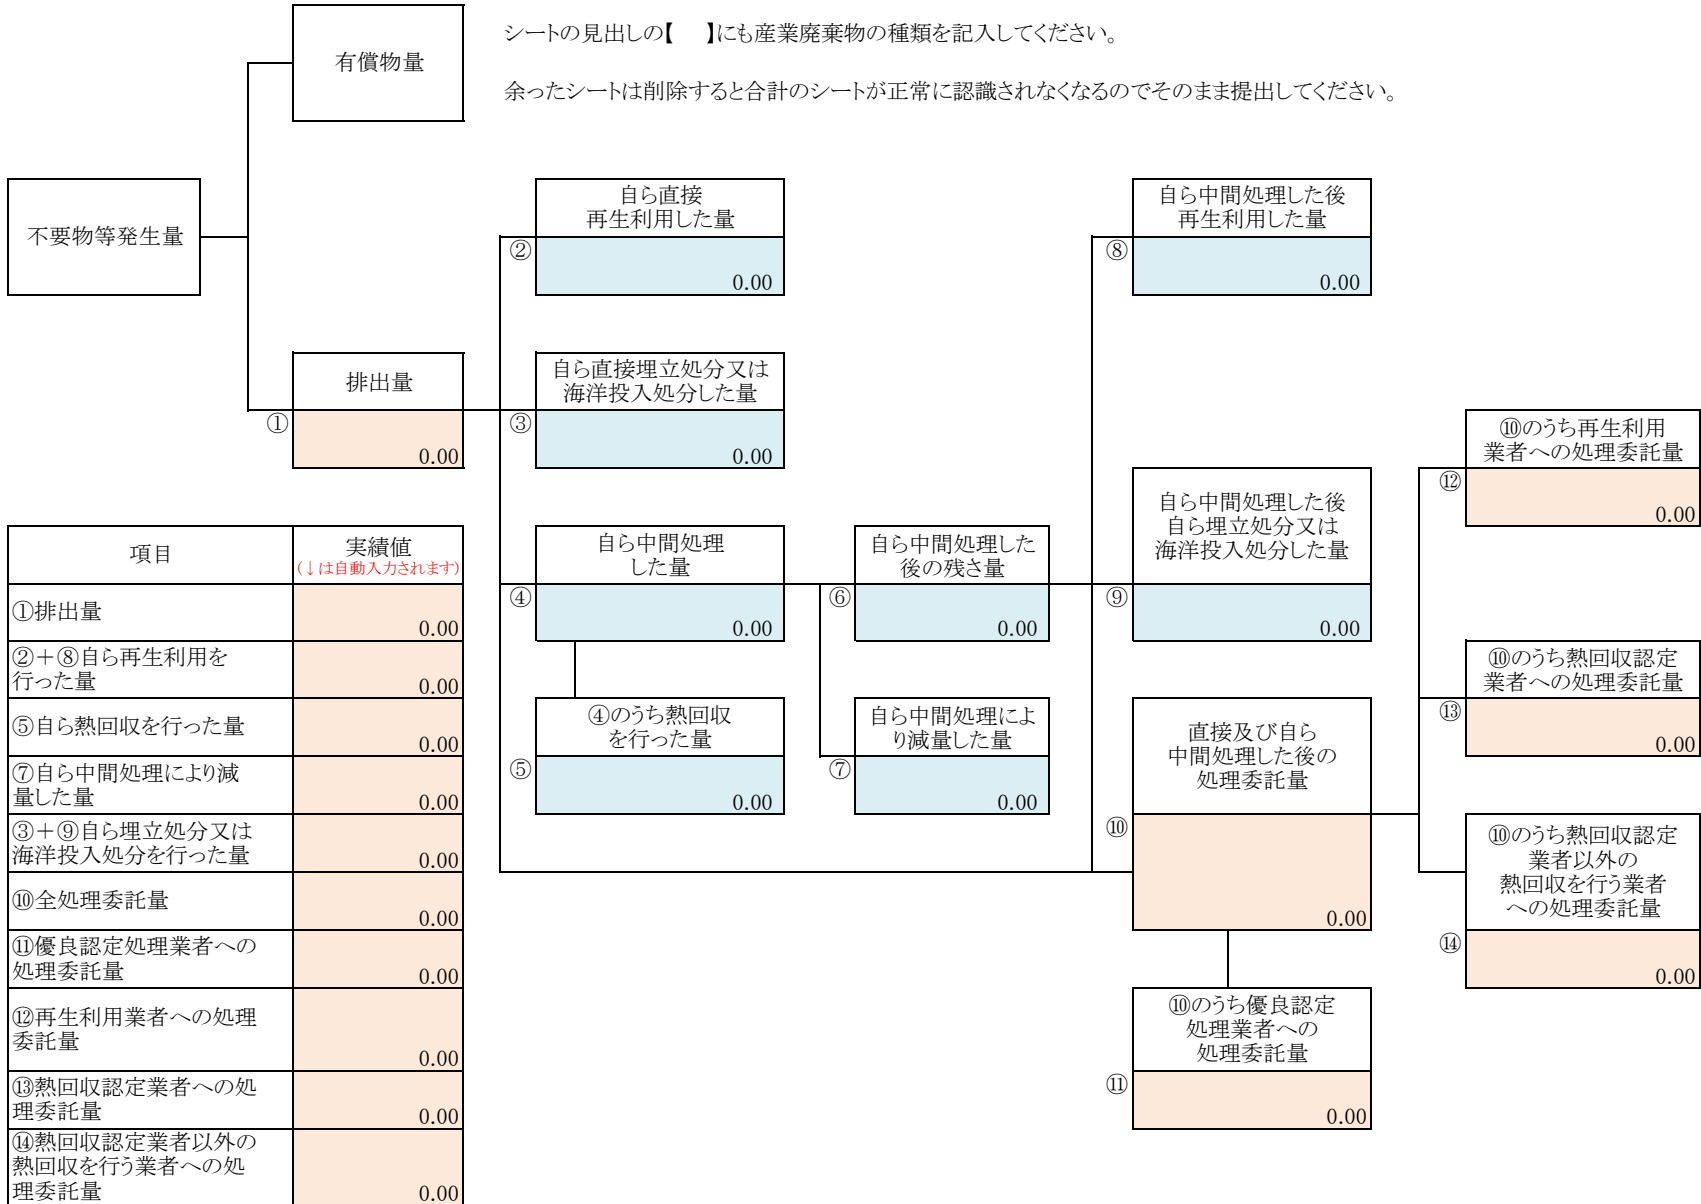 シートの見出しの【　】にも産業廃棄物の種類を記入してください。
余ったシートは削除すると合計のシートが正常に認識されなくなるのでそのまま提出してください。
有償物量
不要物等発生量
排出量
①
0.00
自ら直接
再生利用した量
②
0.00
自ら直接埋立処分又は
海洋投入処分した量
③
0.00
自ら中間処理
した量
④
0.00
④のうち熱回収
を行った量
⑤
0.00
自ら中間処理した
後の残さ量
⑥
0.00
自ら中間処理によ
り減量した量
⑦
0.00
自ら中間処理した後
再生利用した量
⑧
0.00
自ら中間処理した後
自ら埋立処分又は
海洋投入処分した量
⑨
0.00
直接及び自ら
中間処理した後の
処理委託量
⑩
0.00
⑩のうち優良認定
処理業者への
処理委託量
⑪
0.00
⑩のうち再生利用
業者への処理委託量
⑫
0.00
⑩のうち熱回収認定
業者への処理委託量
⑬
0.00
⑩のうち熱回収認定
業者以外の
熱回収を行う業者
への処理委託量
⑭
0.00
項目
実績値
(↓は自動入力されます)
①排出量
0.00
②＋⑧自ら再生利用を
行った量
0.00
⑤自ら熱回収を行った量
0.00
⑦自ら中間処理により減
量した量
0.00
③＋⑨自ら埋立処分又は
海洋投入処分を行った量
0.00
⑩全処理委託量
0.00
⑪優良認定処理業者への
処理委託量
0.00
⑫再生利用業者への処理
委託量
0.00
⑬熱回収認定業者への処
理委託量
0.00
⑭熱回収認定業者以外の
熱回収を行う業者への処
理委託量
0.00